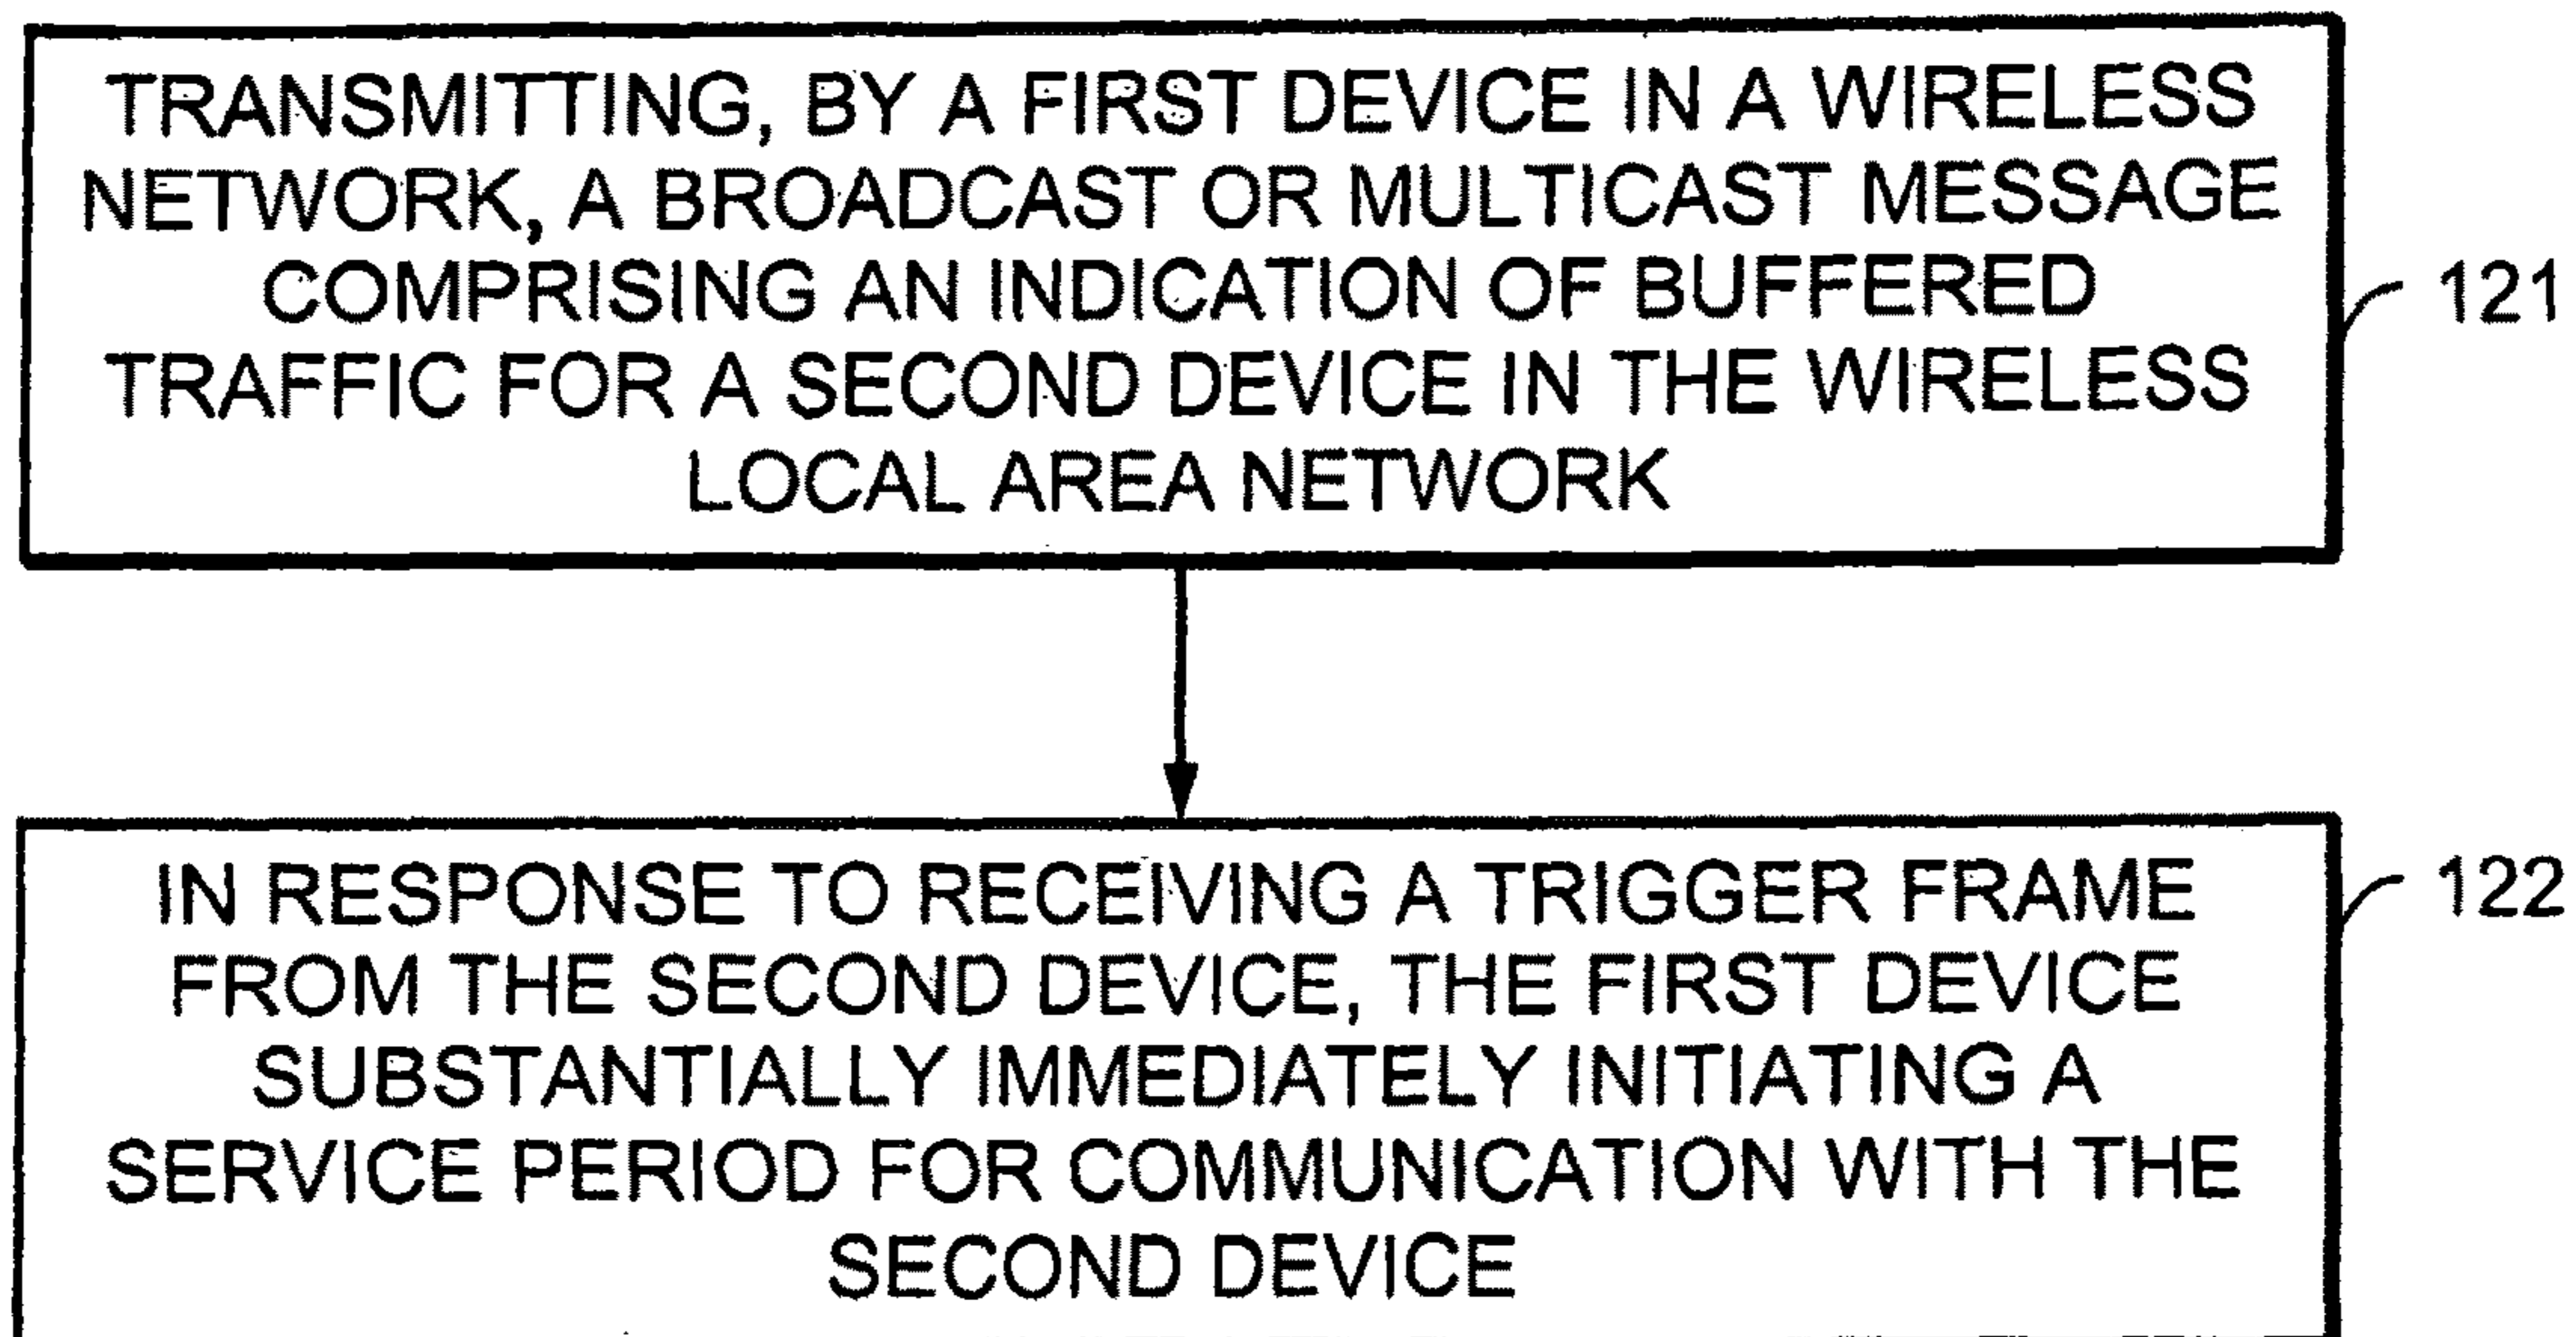 TRANSMITTING, BY A FIRST DEVICE IN A WIRELESS
NETWORK, A BROADCAST OR MULTICAST MESSAGE
COMPRISING AN INDICATION OF BUFFERED
TRAFFIC FOR A SECOND DEVICE IN THE WIRELESS
LOCAL AREA NETWORK
121
IN RESPONSE TO RECEIVING A TRIGGER FRAME
FROM THE SECOND DEVICE, THE FIRST DEVICE
SUBSTANTIALLY IMMEDIATELY INITIATING A
SERVICE PERIOD FOR COMMUNICATION WITH THE
SECOND DEVICE
122